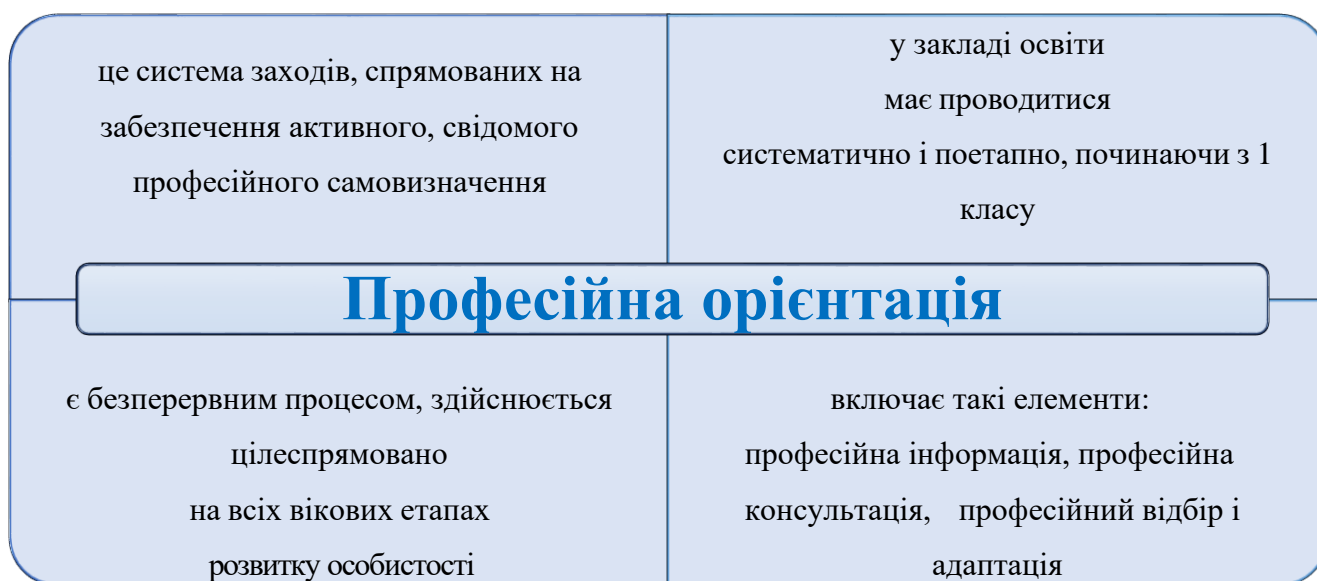 це система заходів, спрямованих на
забезпечення активного, свідомого
професійного самовизначення
у закладі освіти
має проводитися
систематично і поетапно, починаючи з 1
класу
Професійна орієнтація
є безперервним процесом, здійснюється
цілеспрямовано
на всіх вікових етапах
розвитку особистості
включає такі елементи:
професійна інформація, професійна
консультація, професійний відбір і
адаптація